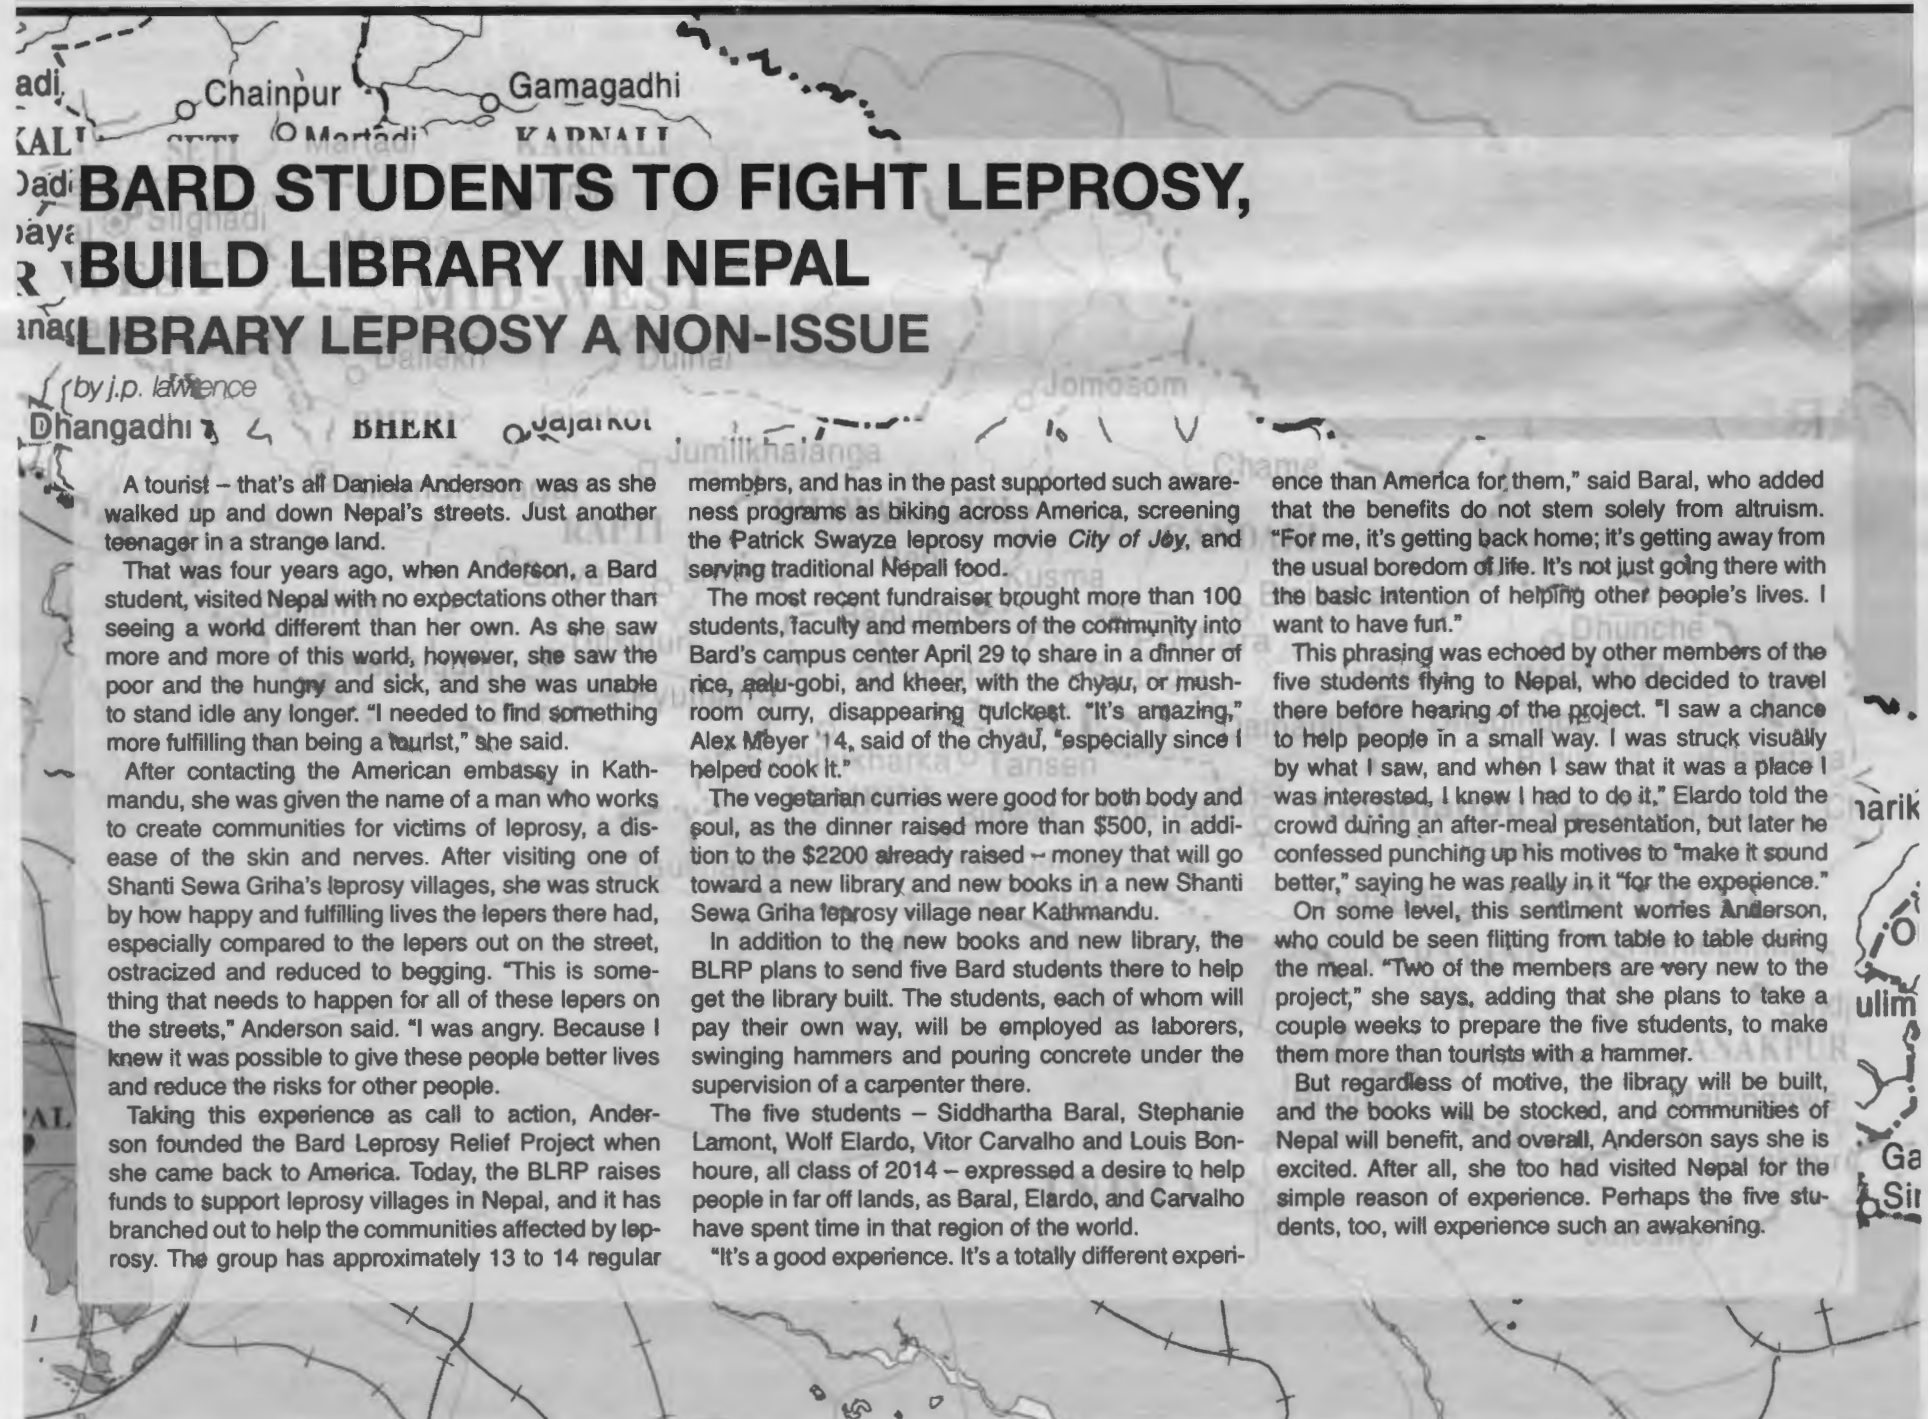 adi
Chainpur
Gamagadhi
KALI
SETI
Martadi
KARNALI
Dadi
BARD STUDENTS TO FIGHT LEPROSY,
Silghadi
BUILD LIBRARY IN NEPAL
MID-WEST
LIBRARY LEPROSY A NON-ISSUE
Dailekh
Jomosom
by j.p. lawrence
Dhangadhi
BHERI
Jajarkot
Jumlikhalanga
Chame
A tourist – that's all Daniela Anderson was as she
walked up and down Nepal's streets. Just another
teenager in a strange land.
That was four years ago, when Anderson, a Bard
student, visited Nepal with no expectations other than
seeing a world different than her own. As she saw
more and more of this world, however, she saw the
poor and the hungry and sick, and she was unable
to stand idle any longer. "I needed to find something
more fulfilling than being a tourist," she said.
After contacting the American embassy in Kath-
mandu, she was given the name of a man who works
to create communities for victims of leprosy, a dis-
ease of the skin and nerves. After visiting one of
Shanti Sewa Griha's leprosy villages, she was struck
by how happy and fulfilling lives the lepers there had,
especially compared to the lepers out on the street,
ostracized and reduced to begging. "This is some-
thing that needs to happen for all of these lepers on
the streets," Anderson said. "I was angry. Because I
knew it was possible to give these people better lives
and reduce the risks for other people.
Taking this experience as call to action, Ander-
son founded the Bard Leprosy Relief Project when
she came back to America. Today, the BLRP raises
funds to support leprosy villages in Nepal, and it has
branched out to help the communities affected by lep-
rosy. The group has approximately 13 to 14 regular
members, and has in the past supported such aware-
ness programs as biking across America, screening
the Patrick Swayze leprosy movie City of Joy, and
serving traditional Nepali food.
The most recent fundraiser brought more than 100
students, faculty and members of the community into
Bard's campus center April 29 to share in a dinner of
rice, aalu-gobi, and kheer, with the chyau, or mush-
room curry, disappearing quickest. "It's amazing,"
Alex Meyer '14, said of the chyau, "especially since I
helped cook it."
The vegetarian curries were good for both body and
soul, as the dinner raised more than $500, in addi-
tion to the $2200 already raised – money that will go
toward a new library and new books in a new Shanti
Sewa Griha leprosy village near Kathmandu.
In addition to the new books and new library, the
BLRP plans to send five Bard students there to help
get the library built. The students, each of whom will
pay their own way, will be employed as laborers,
swinging hammers and pouring concrete under the
supervision of a carpenter there.
The five students – Siddhartha Baral, Stephanie
Lamont, Wolf Elardo, Vitor Carvalho and Louis Bon-
houre, all class of 2014 – expressed a desire to help
people in far off lands, as Baral, Elardo, and Carvalho
have spent time in that region of the world.
"It's a good experience. It's a totally different experi-
ence than America for them," said Baral, who added
that the benefits do not stem solely from altruism.
"For me, it's getting back home; it's getting away from
the usual boredom of life. It's not just going there with
the basic intention of helping other people's lives. I
want to have fun."
This phrasing was echoed by other members of the
five students flying to Nepal, who decided to travel
there before hearing of the project. "I saw a chance
to help people in a small way. I was struck visually
by what I saw, and when I saw that it was a place I
was interested, I knew I had to do it," Elardo told the
crowd during an after-meal presentation, but later he
confessed punching up his motives to "make it sound
better," saying he was really in it "for the experience."
On some level, this sentiment worries Anderson,
who could be seen flitting from table to table during
the meal. "Two of the members are very new to the
project," she says, adding that she plans to take a
couple weeks to prepare the five students, to make
them more than tourists with a hammer.
But regardless of motive, the library will be built,
and the books will be stocked, and communities of
Nepal will benefit, and overall, Anderson says she is
excited. After all, she too had visited Nepal for the
simple reason of experience. Perhaps the five stu-
dents, too, will experience such an awakening.
RAPTI
Kusma
Dhunche
Tansen
JANAKPUR
harik
ulim
Ga
Sir